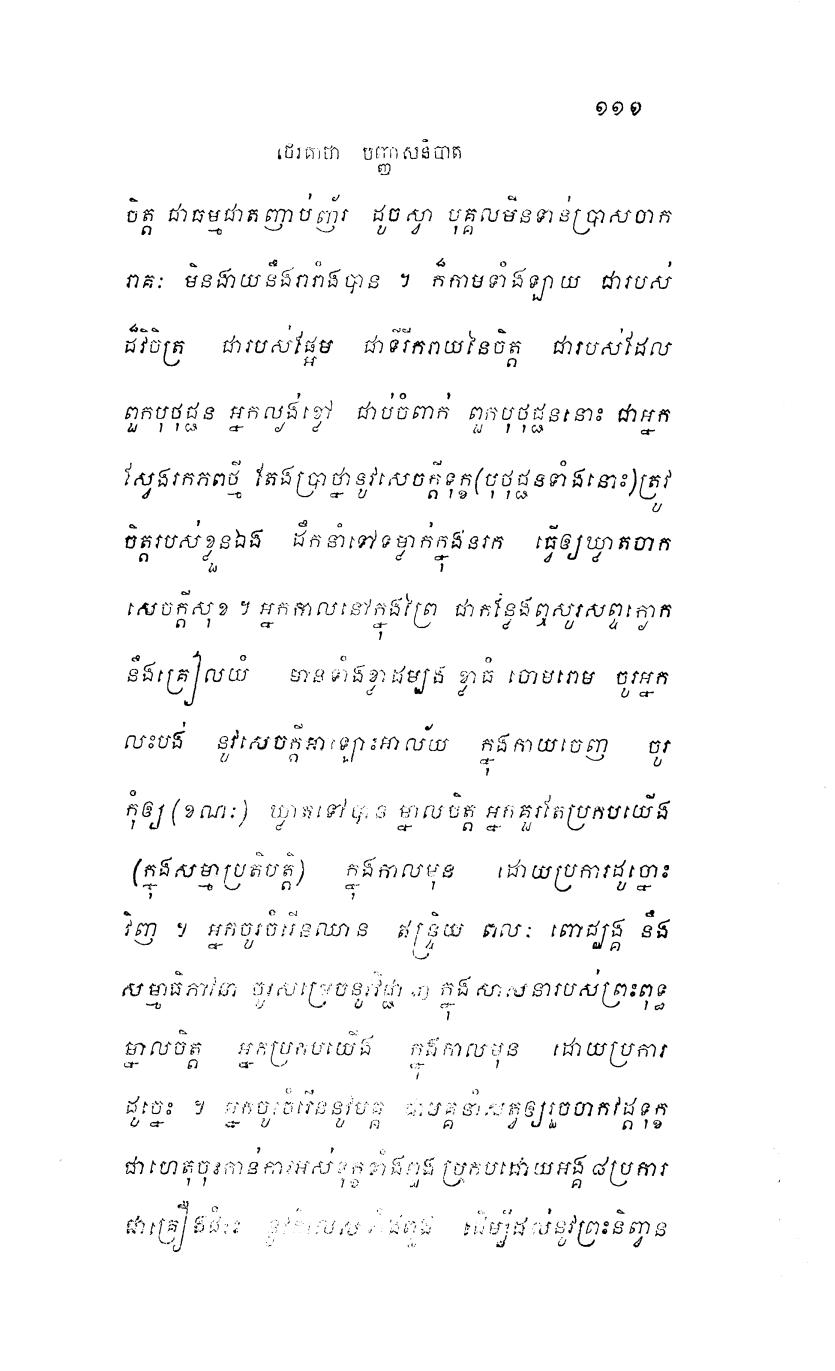 ១១១
ថេរគាថា បញ្ញាសនិបាត
ចិត្ត ជាធម្មជាតញាប់ញ័រ ដូចស្វា បុគ្គលមិនទាន់ប្រាសចាក
រាគៈ មិនងាយនឹងរារាំងបាន ។ ក៏កាមទាំងឡាយ ជារបស់
ដ៏វិចិត្រ ជារបស់ផ្អែម ជាទីរីករាយនៃចិត្ត ជារបស់ដែល
ពួកបុថុជ្ជន អ្នកល្ងង់ខ្លៅ ជាប់ចំពាក់ ពួកបុថុជ្ជននោះ ជាអ្នក
ស្វែងរកភពថ្មី តែងប្រាថ្នានូវសេចក្តីទុក្ខ(បុថុជ្ជនទាំងនោះ)ត្រូវ
ចិត្តរបស់ខ្លួនឯង ដឹកនាំទៅទម្លាក់ក្នុងនរក ធ្វើឲ្យឃ្លាតចាក
សេចក្តីសុខ ។ អ្នកកាលនៅក្នុងព្រៃ ជាកន្លែងឮសូរសព្ទក្ងោក
នឹងគ្រៀលយំ មានទាំងខ្លាដម្បង ខ្លាធំ ចោមរោម ចូរអ្នក
លះបង់ នូវសេចក្តីអាឡោះអាល័យ ក្នុងកាយចេញ ចូរ
កុំឲ្យ (ខណៈ) ឃ្លាតទៅបាន ម្នាលចិត្ត អ្នកគួរតែប្រកបយើង
(ក្នុងសម្មាប្រតិបត្តិ) ក្នុងកាលមុន ដោយប្រការដូច្នោះ
វិញ ។ អ្នកចូរចំរើនឈាន ឥន្ទ្រិយ ពលៈ ពោជ្ឈង្គ នឹង
សមាធិភាវនា ចូរសម្រេចនូវវិជ្ជា ៣ ក្នុងសាសនារបស់ព្រះពុទ្ធ
ម្នាលចិត្ត អ្នកប្រកបយើង ក្នុងកាលមុន ដោយប្រការ
ដូច្នេះ ។ អ្នកចូរចំរើននូវមគ្គ ជាមគ្គនាំសត្វឲ្យរួចចាកវដ្តទុក្ខ
ជាហេតុចុះកាន់ការអស់ទុក្ខទាំងពួង ប្រកបដោយអង្គ ៨ប្រការ
ជាគ្រឿងជំរះ នូវកិលេសទាំងពួង ដើម្បីដល់នូវព្រះនិព្វាន